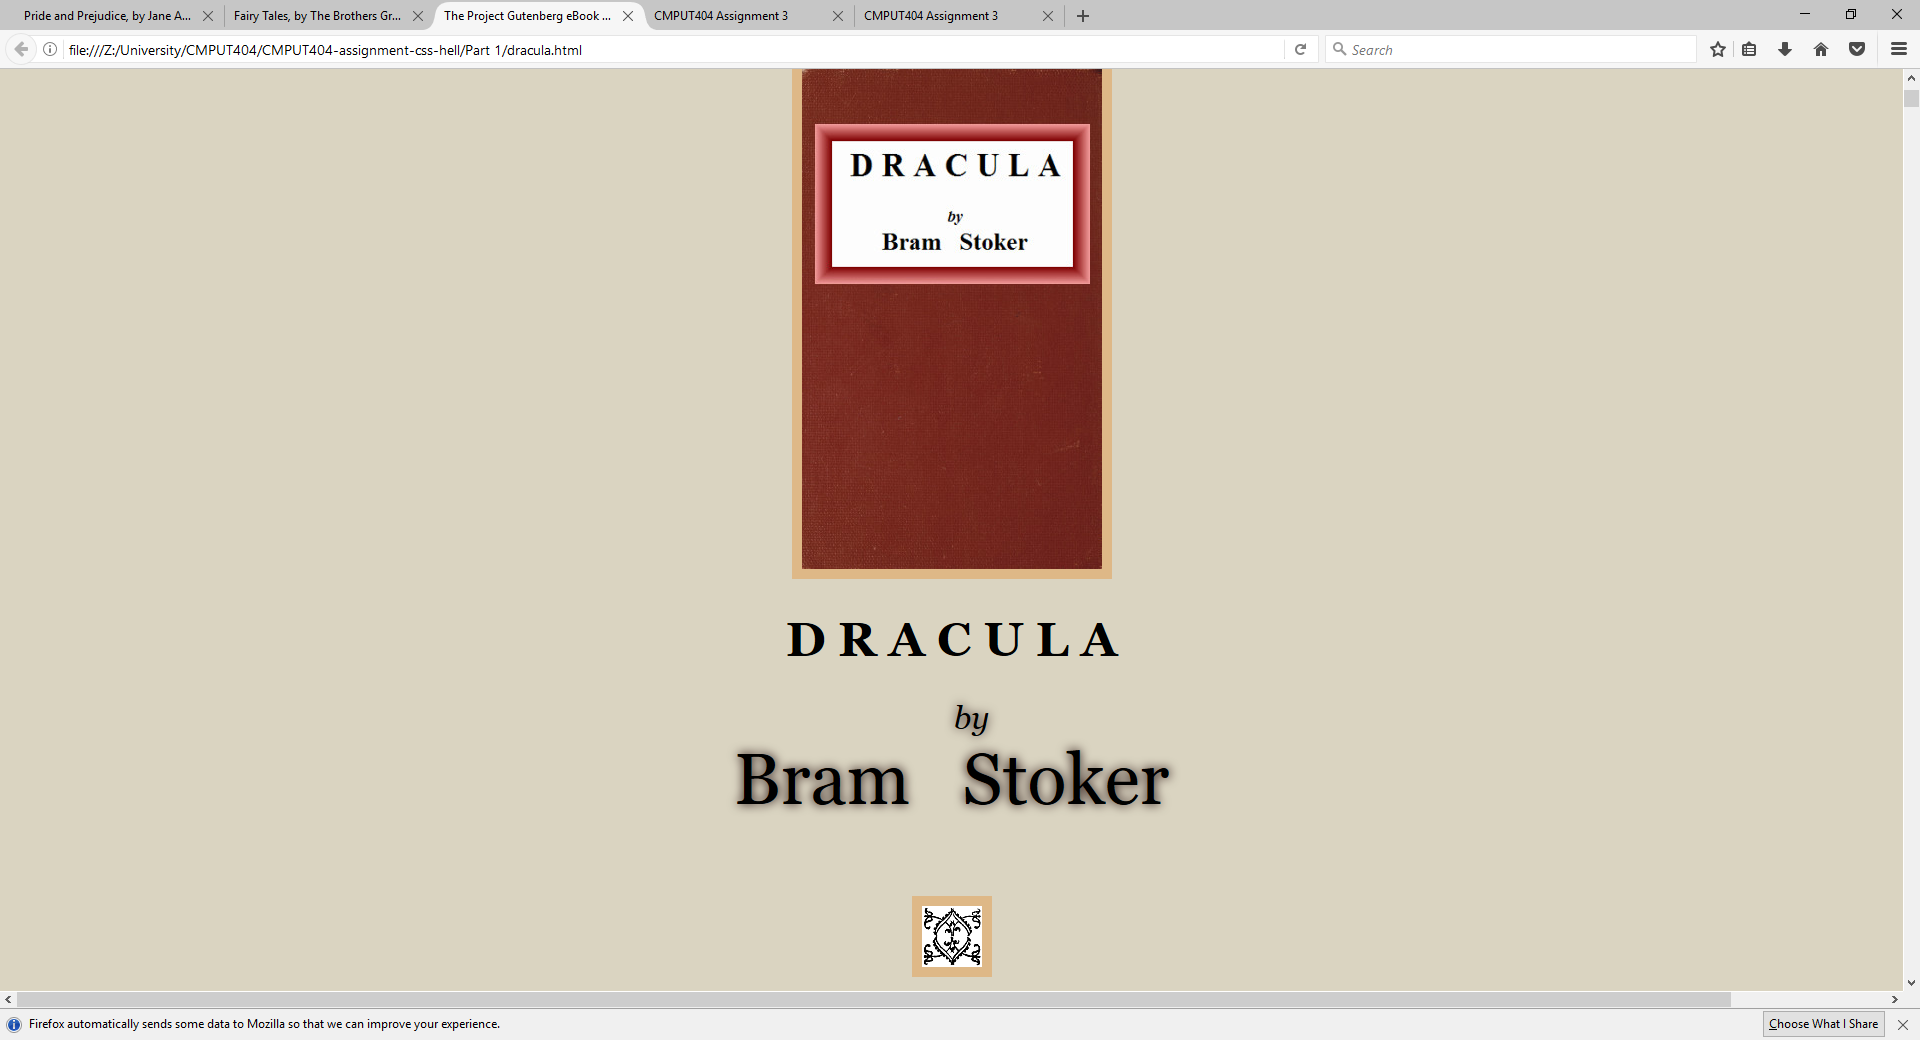 Pride and Prejudice, by Jane A...
Fairy Tales, by The Brothers Gr...
The Project Gutenberg eBook ...
CMPUT404 Assignment 3
CMPUT404 Assignment 3
file:///Z:/University/CMPUT404/CMPUT404-assignment-css-hell/Part 1/dracula.html
Search
DRACULA
by
Bram Stoker
DRACULA
by
Bram Stoker
Firefox automatically sends some data to Mozilla so that we can improve your experience.
Choose What I Share